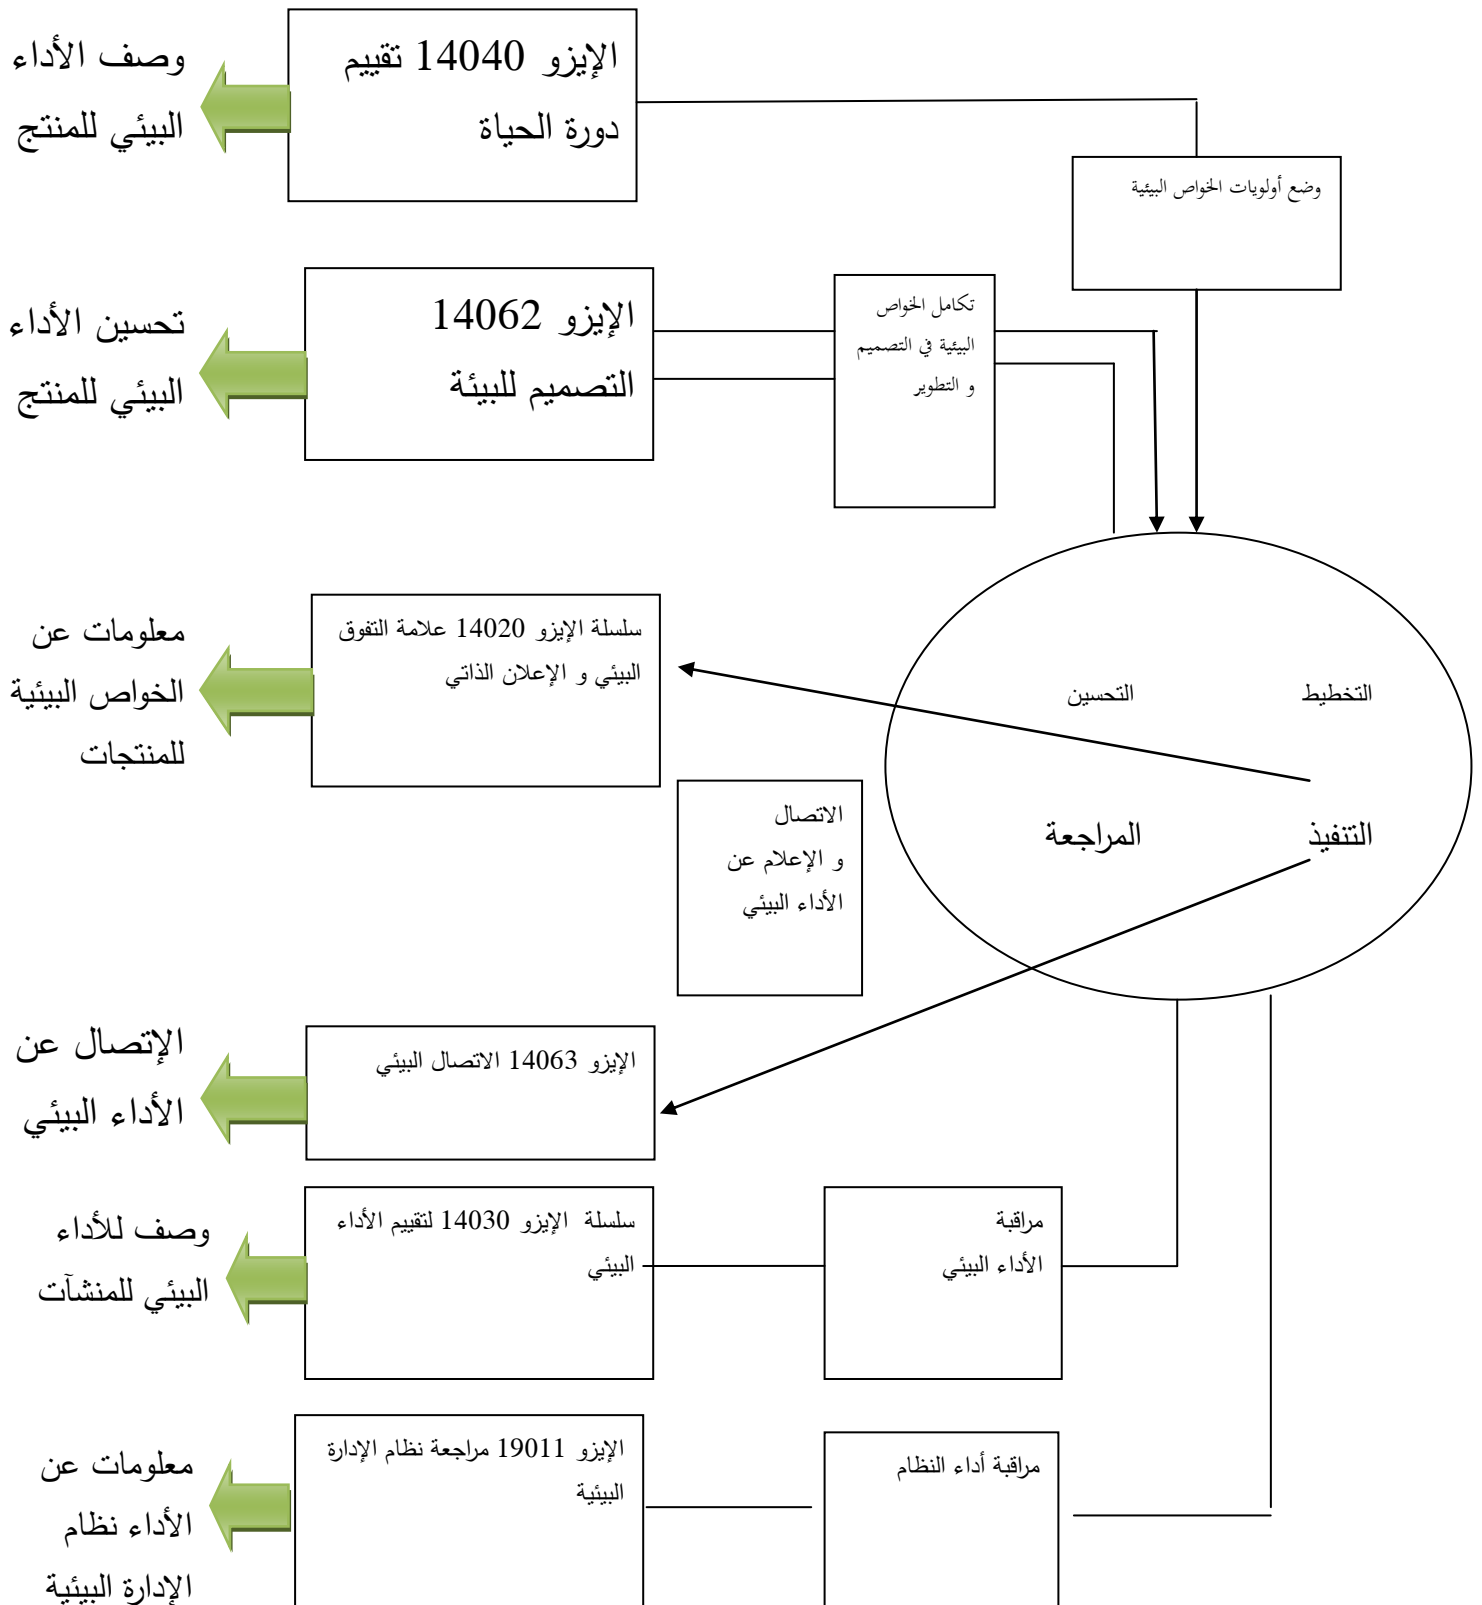 الإيزو 14040 تقييم
دورة الحياة
وصف الأداء
البيئي للمنتج
وضع أولويات الخواص البيئية
تكامل الخواص
البيئية في التصميم
و التطوير
الإيزو 14062
التصميم للبيئة
تحسين الأداء
البيئي للمنتج
سلسلة الإيزو 14020 علامة التفوق
البيئي و الإعلان الذاتي
معلومات عن
الخواص البيئية
للمنتجات
التخطيط
التحسين
التنفيذ
المراجعة
الاتصال
و الإعلام عن
الأداء البيئي
الإيزو 14063 الاتصال البيئي
الإتصال عن
الأداء البيئي
مراقبة
الأداء البيئي
سلسلة الإيزو 14030 لتقييم الأداء
البيئي
وصف للأداء
البيئي للمنشآت
مراقبة أداء النظام
الإيزو 19011 مراجعة نظام الإدارة
البيئية
معلومات عن
الأداء نظام
الإدارة البيئية